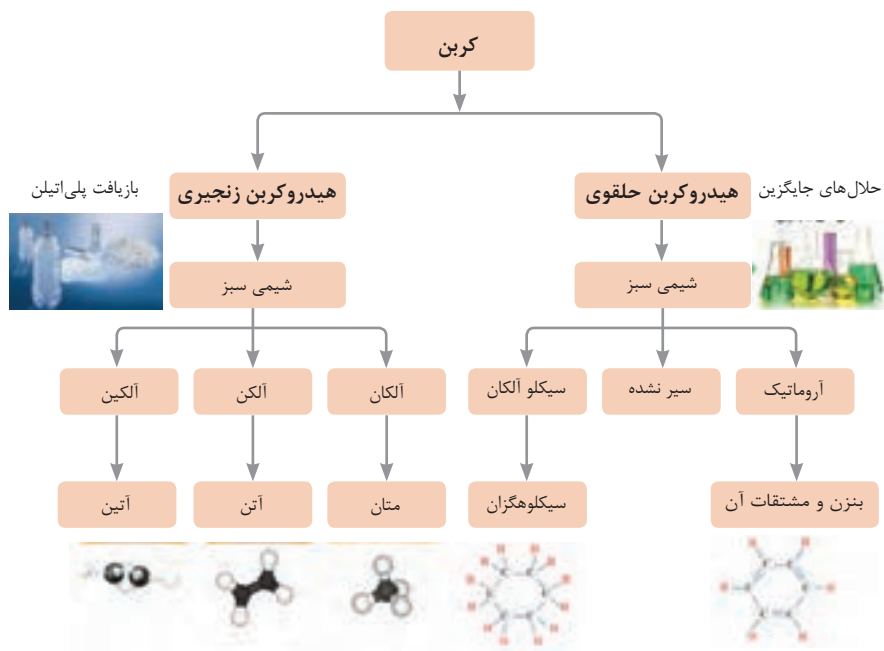 کربن
هیدروکربن حلقوی
هیدروکربن زنجیری
حلال‌های جایگزین
بازیافت پلی‌اتیلن
شیمی سبز
شیمی سبز
آروماتیک
سیر نشده
سیکلو آلکان
آلکان
آلکن
آلکین
بنزن و مشتقات آن
سیکلوهگزان
متان
آتن
آتین